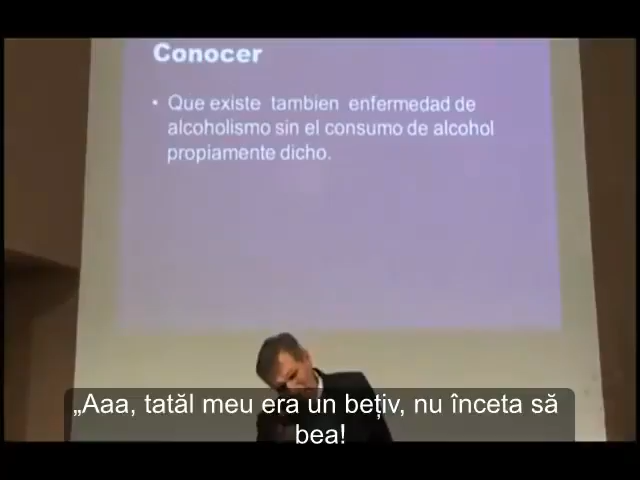 Conocer
• Que existe tambien enfermedad de
alcoholismo sin el consumo de alcohol
propiamente dicho.
„Aaa, tatăl meu era un bețiv, nu înceta să
bea!